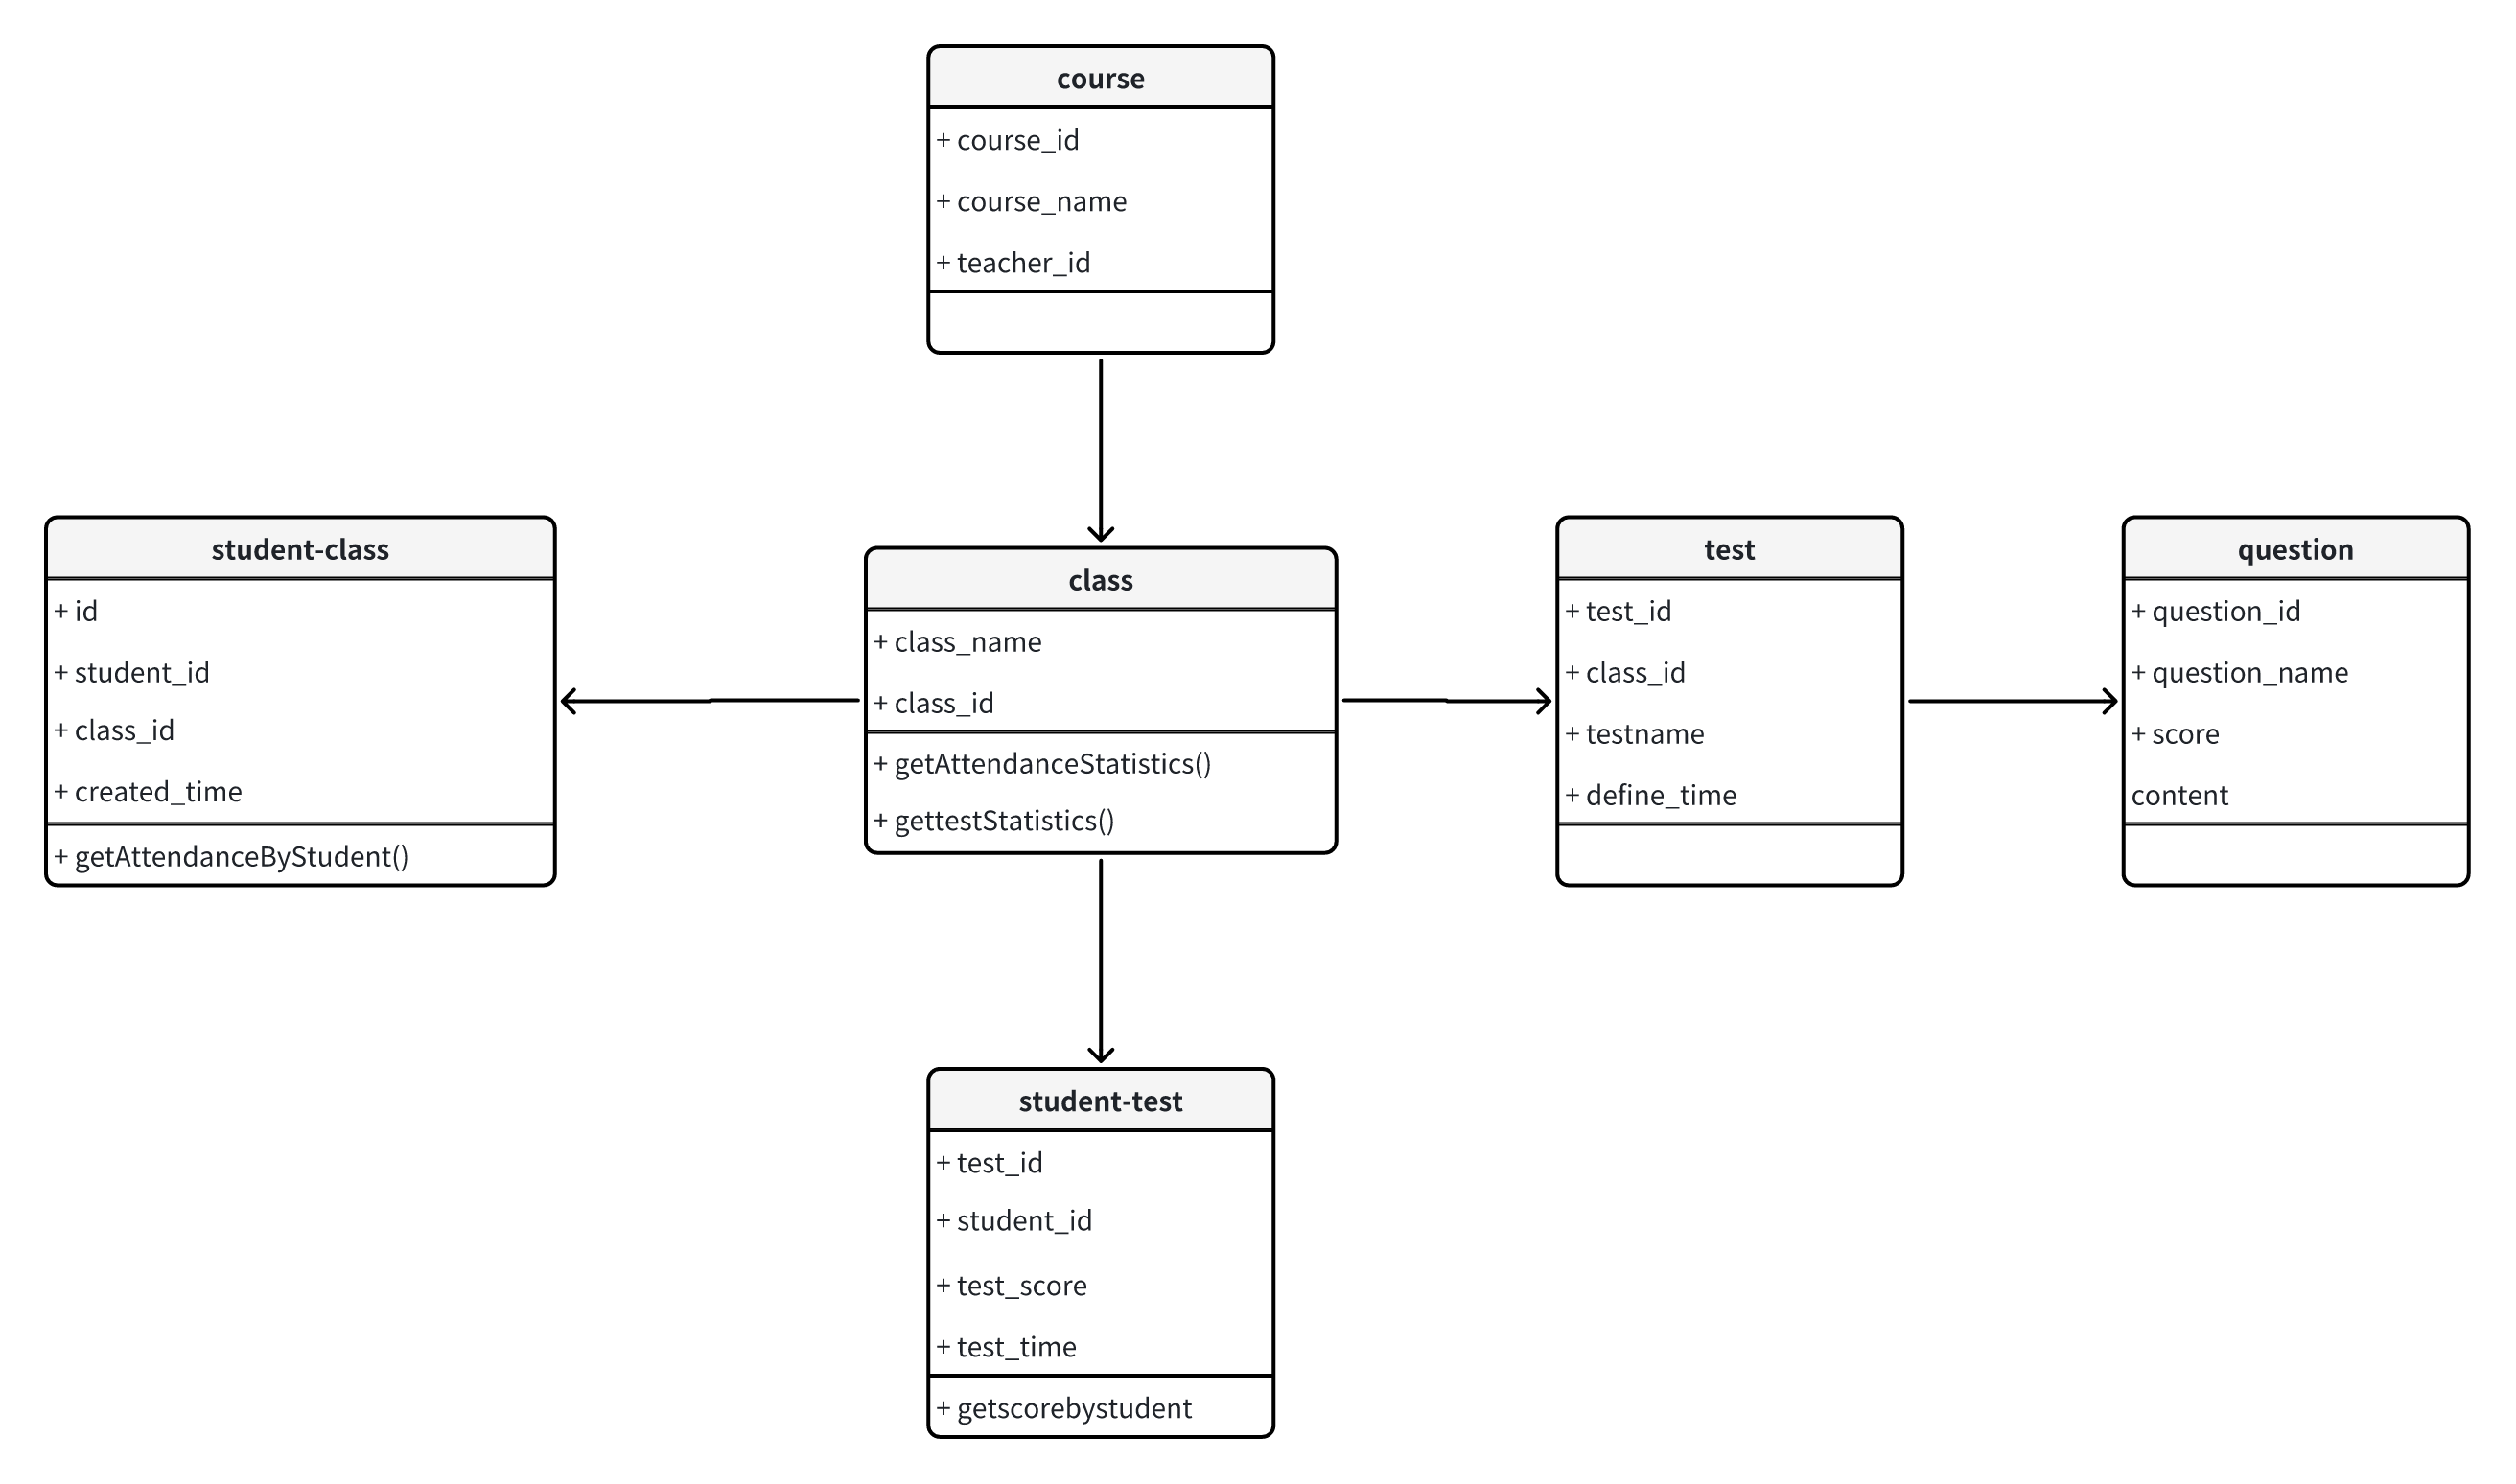 course
+ course_id
+ course_name
+ teacher_id
student-class
+ id
+ student_id
+ class_id
+ created_time
+ getAttendanceByStudent()
class
+ class_name
+ class_id
+ getAttendanceStatistics()
+ gettestStatistics()
test
+ test_id
+ class_id
+ testname
+ define_time
question
+ question_id
+ question_name
+ score
content
student-test
+ test_id
+ student_id
+ test_score
+ test_time
+ getscorebystudent